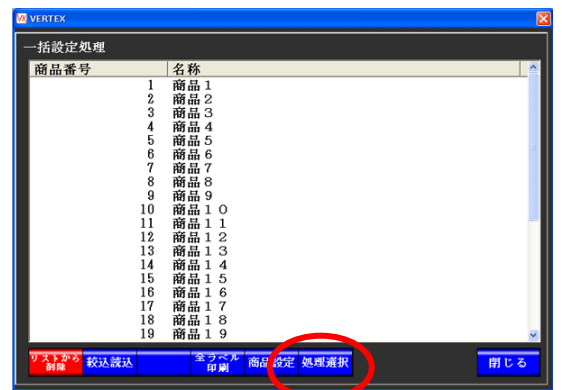 VX VERTEX
一括設定処理
商品番号 名称
1 商品１
2 商品２
3 商品３
4 商品４
5 商品５
6 商品６
7 商品７
8 商品８
9 商品９
10 商品１０
11 商品１１
12 商品１２
13 商品１３
14 商品１４
15 商品１５
16 商品１６
17 商品１７
18 商品１８
19 商品１９
リストから削除 絞込読込 全ラベル印刷 商品設定 処理選択 閉じる